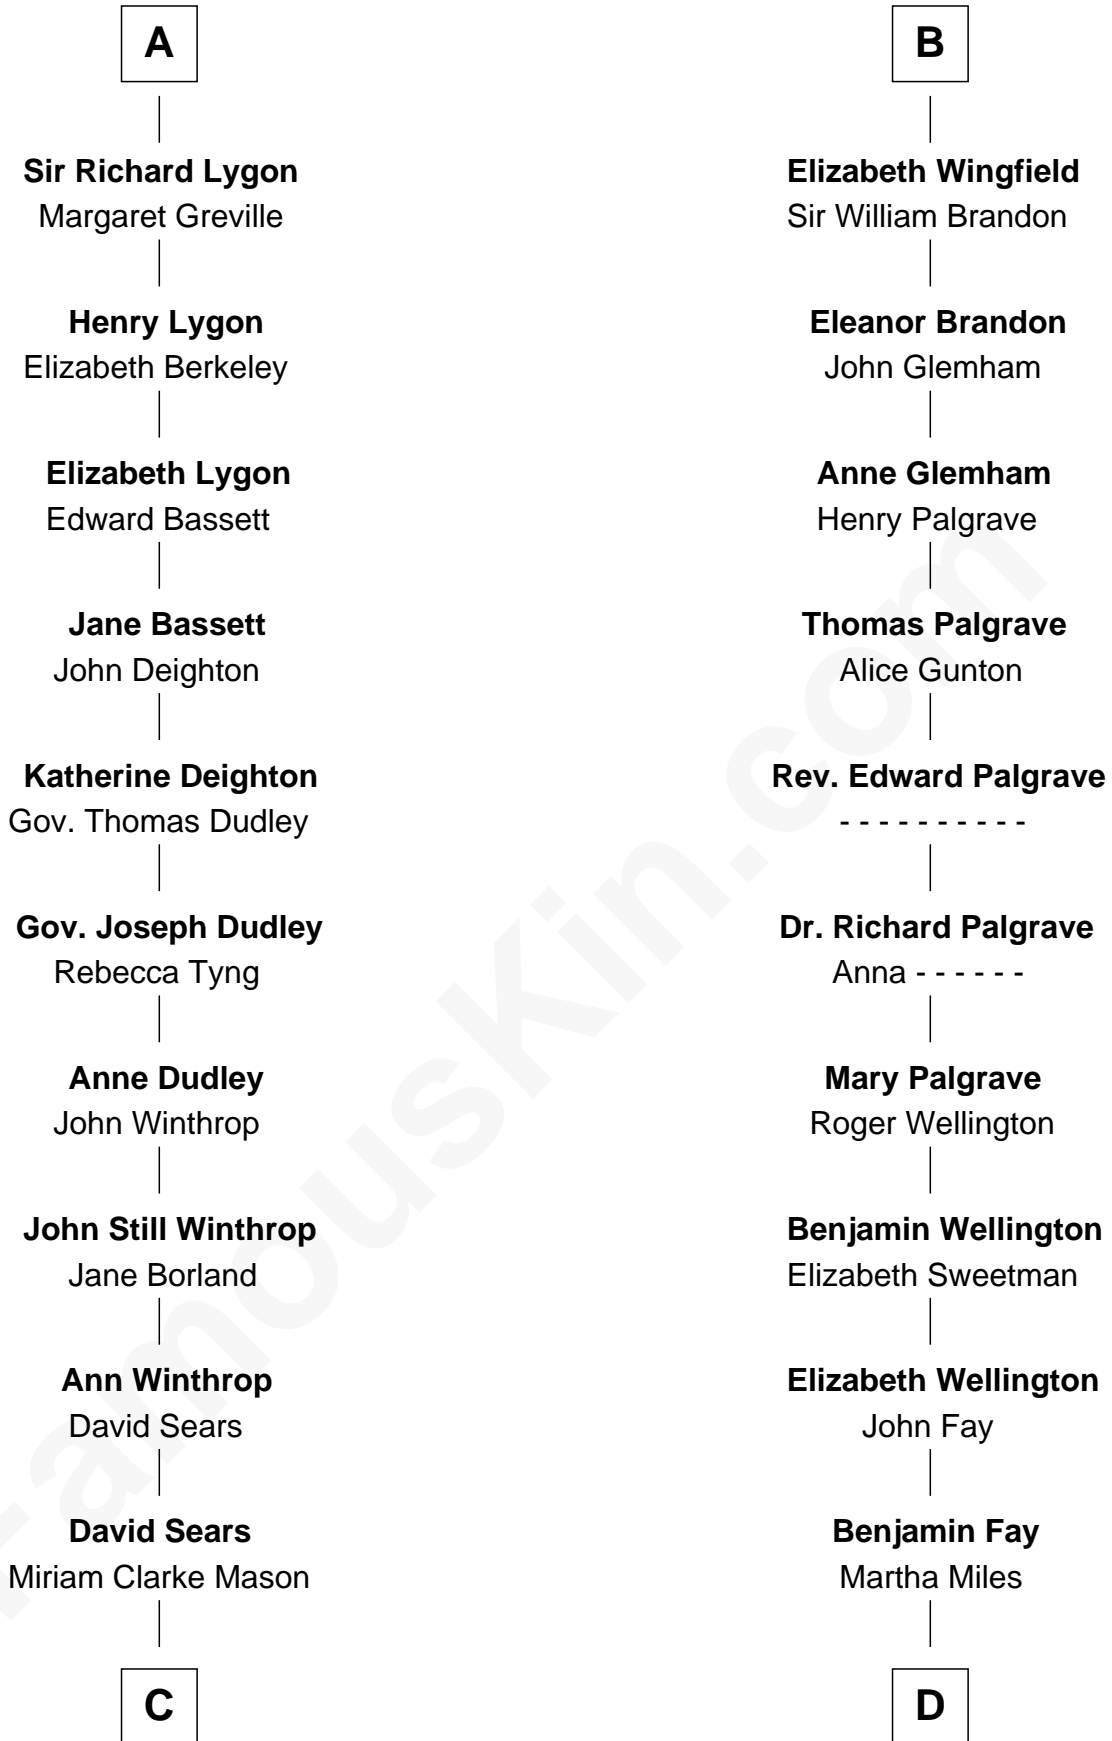 A
Sir Richard Lygon
Margaret Greville
Henry Lygon
Elizabeth Berkeley
Elizabeth Lygon
Edward Bassett
Jane Bassett
John Deighton
Katherine Deighton
Gov. Thomas Dudley
Gov. Joseph Dudley
Rebecca Tyng
Anne Dudley
John Winthrop
John Still Winthrop
Jane Borland
Ann Winthrop
David Sears
David Sears
Miriam Clarke Mason
C
B
Elizabeth Wingfield
Sir William Brandon
Eleanor Brandon
John Glemham
Anne Glemham
Henry Palgrave
Thomas Palgrave
Alice Gunton
Rev. Edward Palgrave
- - - - - - - - - -
Dr. Richard Palgrave
Anna - - - - - -
Mary Palgrave
Roger Wellington
Benjamin Wellington
Elizabeth Sweetman
Elizabeth Wellington
John Fay
Benjamin Fay
Martha Miles
D
FamousKin.com